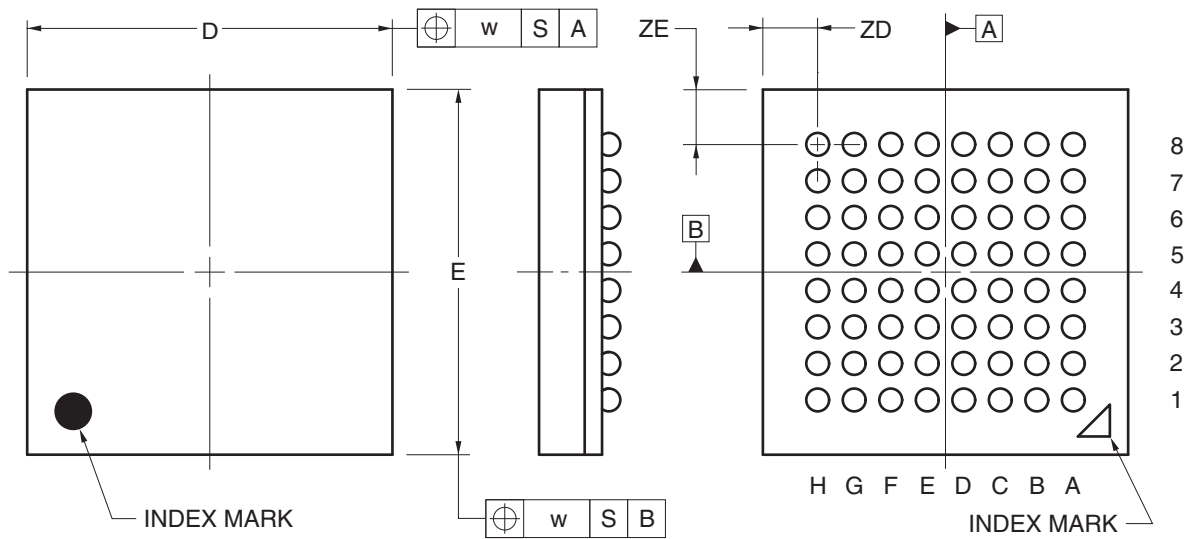 D
⌖ w S A
ZE
ZD
A
8
7
6
B
5
E
4
3
2
1
H G F E D C B A
INDEX MARK
⌖ w S B
INDEX MARK